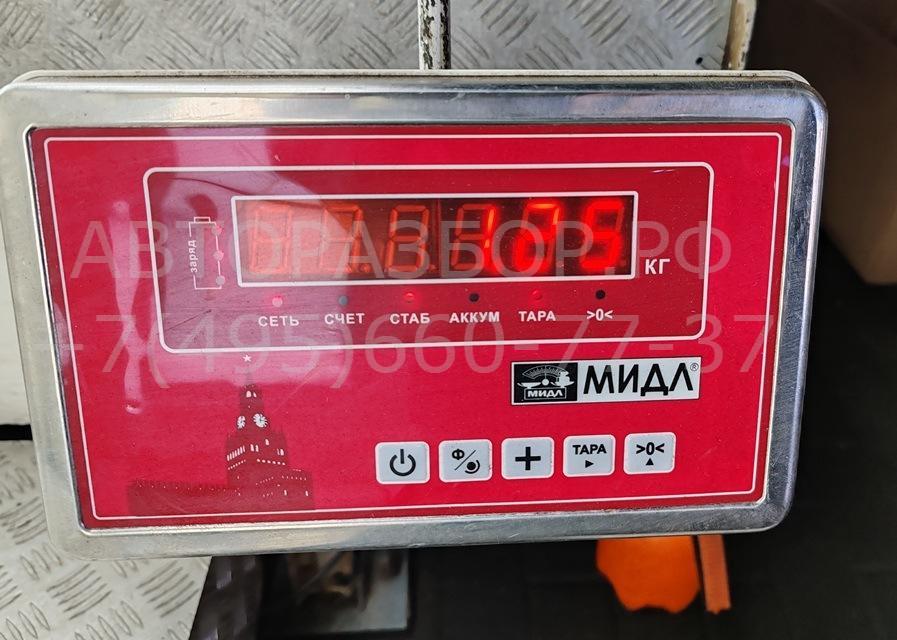 АВТОРАЗБОР.РФ
заряд
КГ
СЕТЬ СЧЕТ СТАБ АККУМ ТАРА >0<
+7(495)660-77-37
МИДЛ МИДЛ®
Ф ТАРА >0<